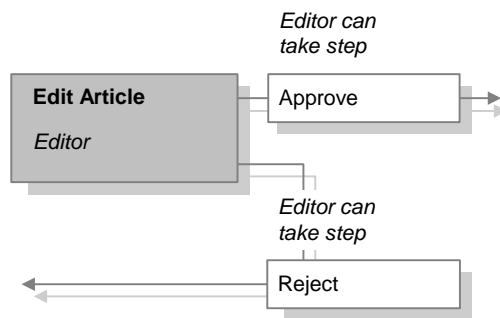 Editor can
take step
Edit Article
Approve
Editor
Editor can
take step
Reject